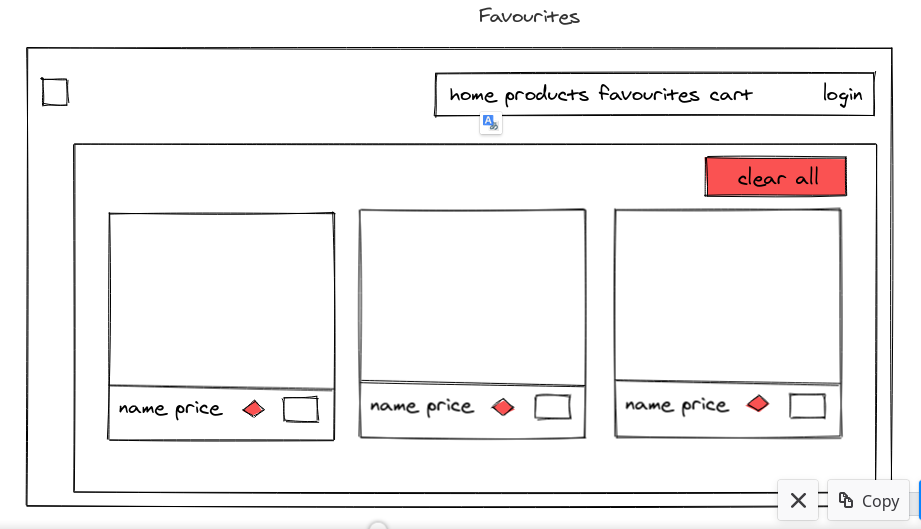 Favourites
home products favourites cart login
clear all
name price
name price
name price
Copy